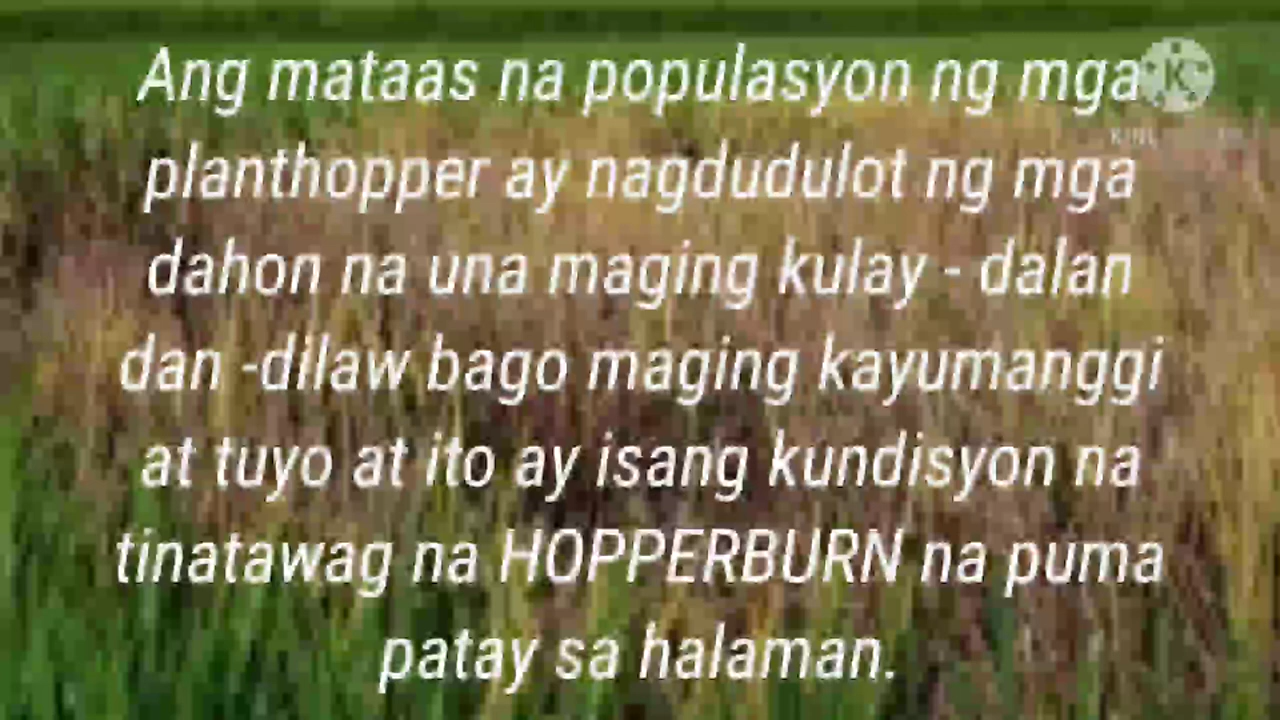 Ang mataas na populasyon ng mga
planthopper ay nagdudulot ng mga
dahon na una maging kulay - dalan
dan -dilaw bago maging kayumanggi
at tuyo at ito ay isang kundisyon na
tinatawag na HOPPERBURN na puma
patay sa halaman.